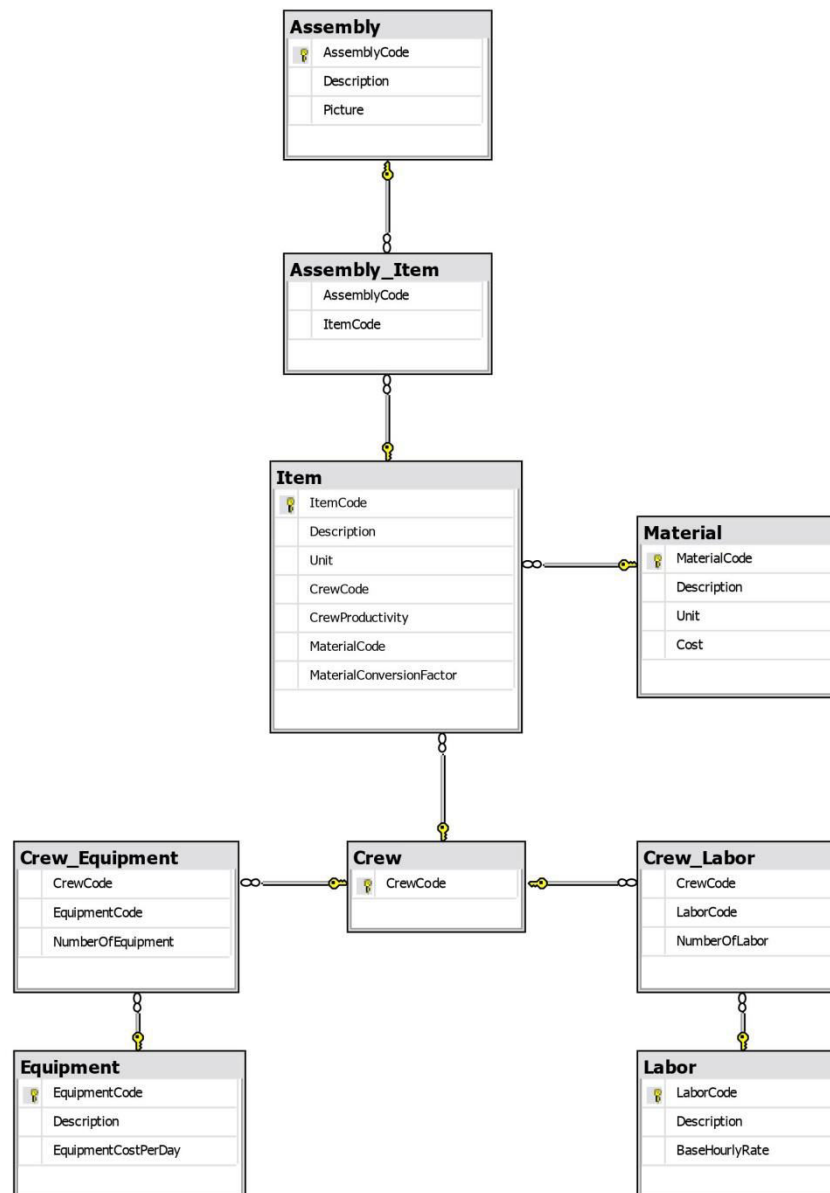 Assembly
AssemblyCode
Description
Picture
Assembly_Item
AssemblyCode
ItemCode
Item
ItemCode
Description
Unit
CrewCode
CrewProductivity
MaterialCode
MaterialConversionFactor
Material
MaterialCode
Description
Unit
Cost
Crew_Equipment
CrewCode
EquipmentCode
NumberOfEquipment
Crew
CrewCode
Crew_Labor
CrewCode
LaborCode
NumberOfLabor
Equipment
EquipmentCode
Description
EquipmentCostPerDay
Labor
LaborCode
Description
BaseHourlyRate